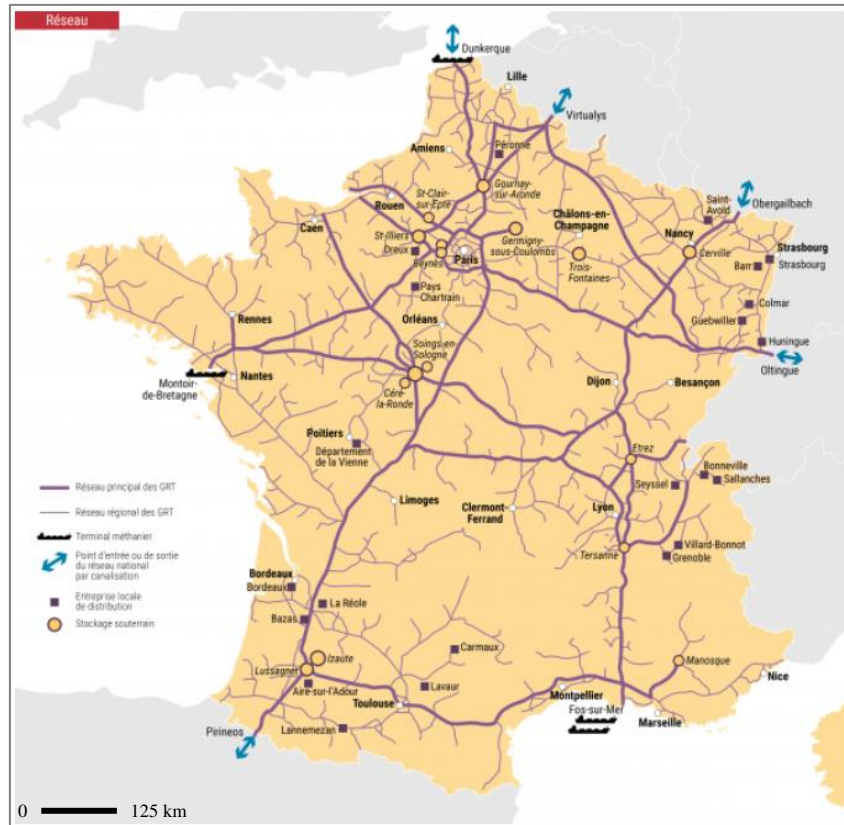 Réseau
Dunkerque
Lille
Virtualys
Péronne
Amiens
Gournay-
sur-Aronde
St-Clair-
sur-Epte
Rouen
Saint-
Avold
Obergailbach
Caen
St-Illiers
Châlons-en-
Champagne
Nancy
Germigny-
sous-Coulombs
Strasbourg
Dreux
Beynes
Paris
Cerville
Trois-
Fontaines
Barr
Strasbourg
Pays
Chartrain
Colmar
Rennes
Orléans
Guebwiller
Huningue
Soings-en-
Sologne
Oltingue
Montoir-
de-Bretagne
Nantes
Dijon
Besançon
Céré-
la-Ronde
Poitiers
Département
de la Vienne
Etrez
Bonneville
Seyssel
Sallanches
Réseau principal des GRT
Limoges
Clermont-
Ferrand
Lyon
Réseau régional des GRT
Terminal méthanier
Villard-Bonnot
Tersanne
Grenoble
Point d'entrée ou de sortie
du réseau national
par canalisation
Bordeaux
Bordeaux
Entreprise locale
de distribution
La Réole
Bazas
Stockage souterrain
Carmaux
Izaute
Manosque
Lussagnet
Nice
Aire-sur-l'Adour
Lavaur
Montpellier
Toulouse
Fos-sur-Mer
Marseille
Pirineos
Lannemezan
0 125 km